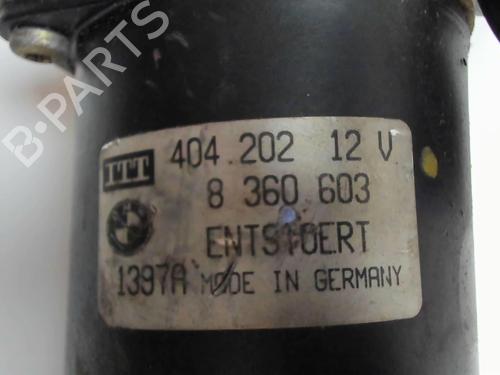 B-PARTS
ITT 404 202 12 V
8 360 603
ENTSTOERT
1397A MADE IN GERMANY